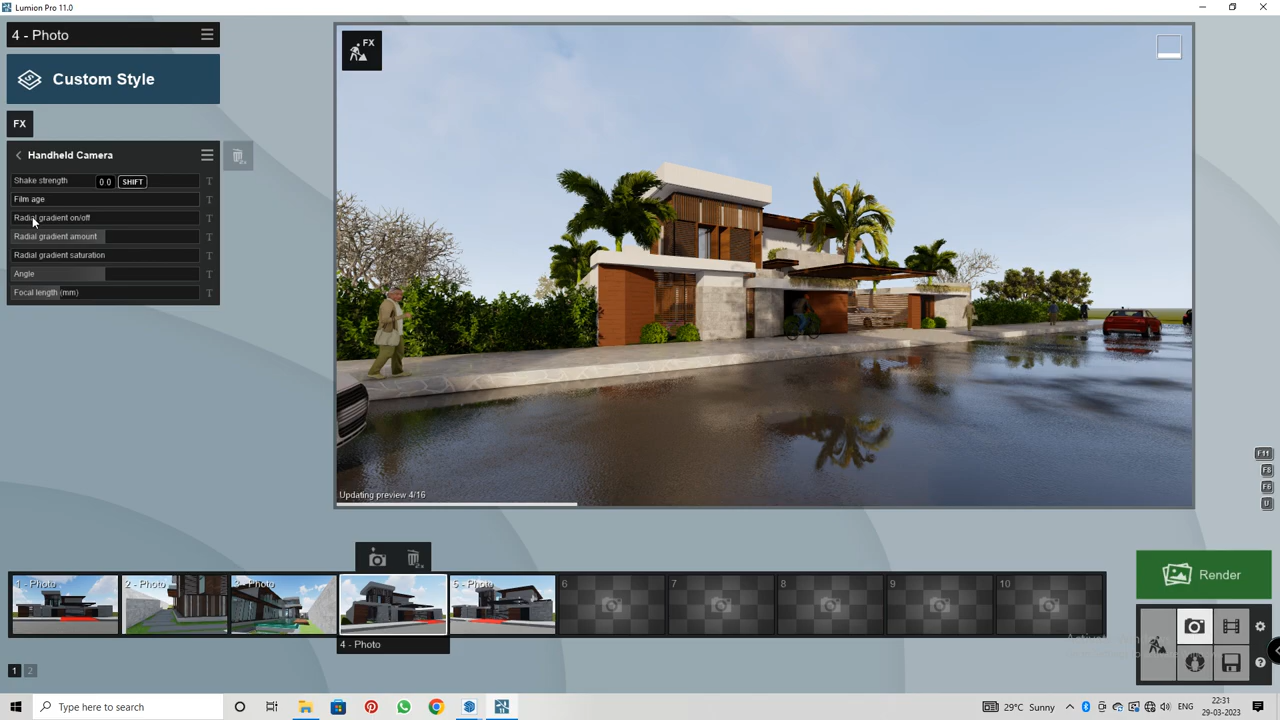 Lumion Pro 11.0
4 - Photo
Custom Style
FX
FX
Handheld Camera
Shake strength
0 0
SHIFT
T
Film age
T
Radial gradient on/off
T
Radial gradient amount
T
Radial gradient saturation
T
Angle
T
Focal length (mm)
T
Updating preview 4/16
F11
F8
F6
U
1 - Photo
2 - Photo
3 - Photo
5 - Photo
6
7
8
9
10
4 - Photo
Render
1
2
Type here to search
29°C Sunny
ENG
22:31
29-03-2023